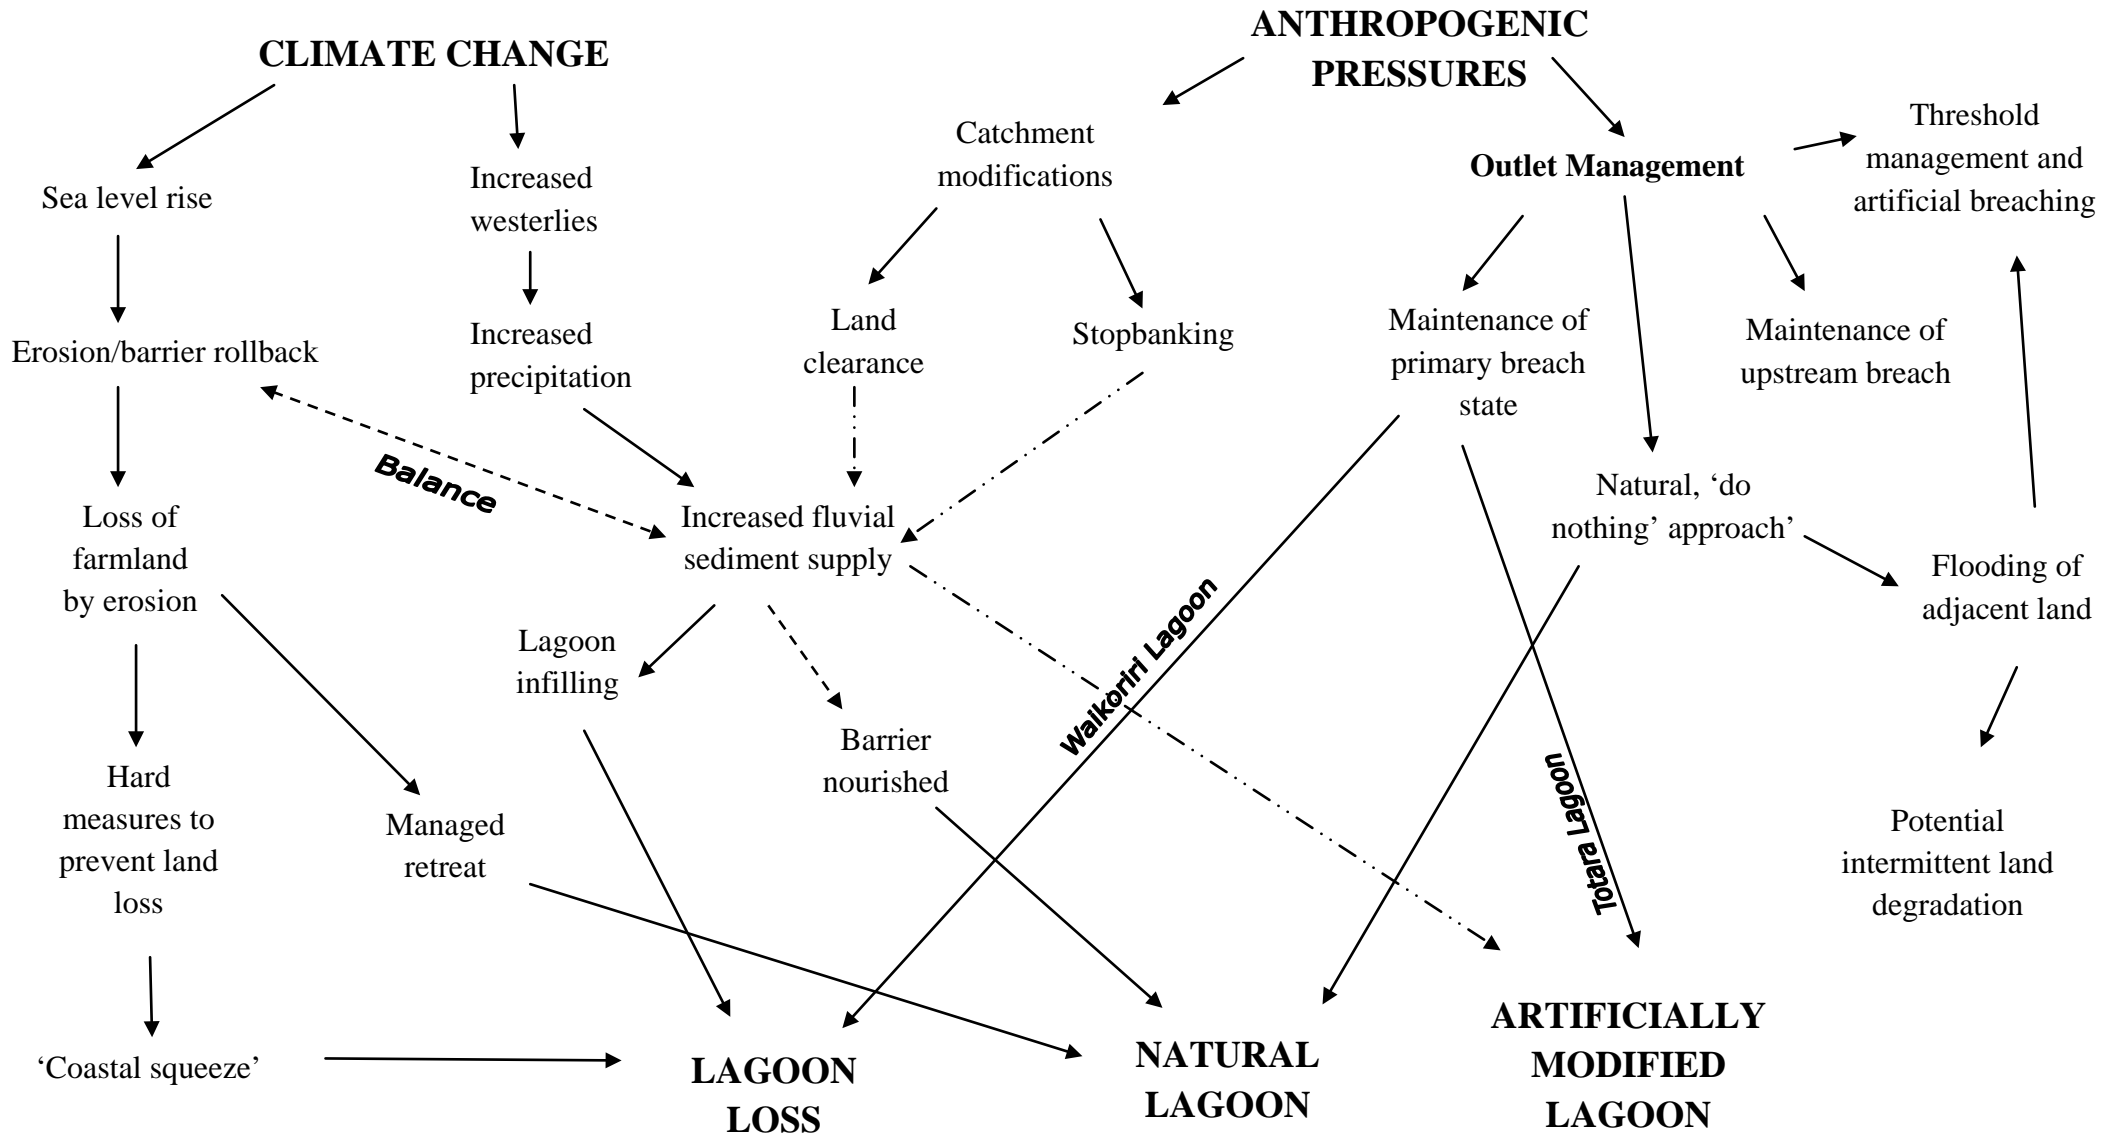 CLIMATE CHANGE
ANTHROPOGENIC
PRESSURES
Sea level rise
Increased
westerlies
Catchment
modifications
Outlet Management
Threshold
management and
artificial breaching
Erosion/barrier rollback
Increased
precipitation
Land
clearance
Stopbanking
Maintenance of
primary breach
state
Maintenance of
upstream breach
Balance
Loss of
farmland
by erosion
Increased fluvial
sediment supply
Natural, ‘do
nothing’ approach’
Flooding of
adjacent land
Lagoon
infilling
Barrier
nourished
Waikoriri Lagoon
Totara Lagoon
Hard
measures to
prevent land
loss
Managed
retreat
Potential
intermittent land
degradation
‘Coastal squeeze’
LAGOON
LOSS
NATURAL
LAGOON
ARTIFICIALLY
MODIFIED
LAGOON